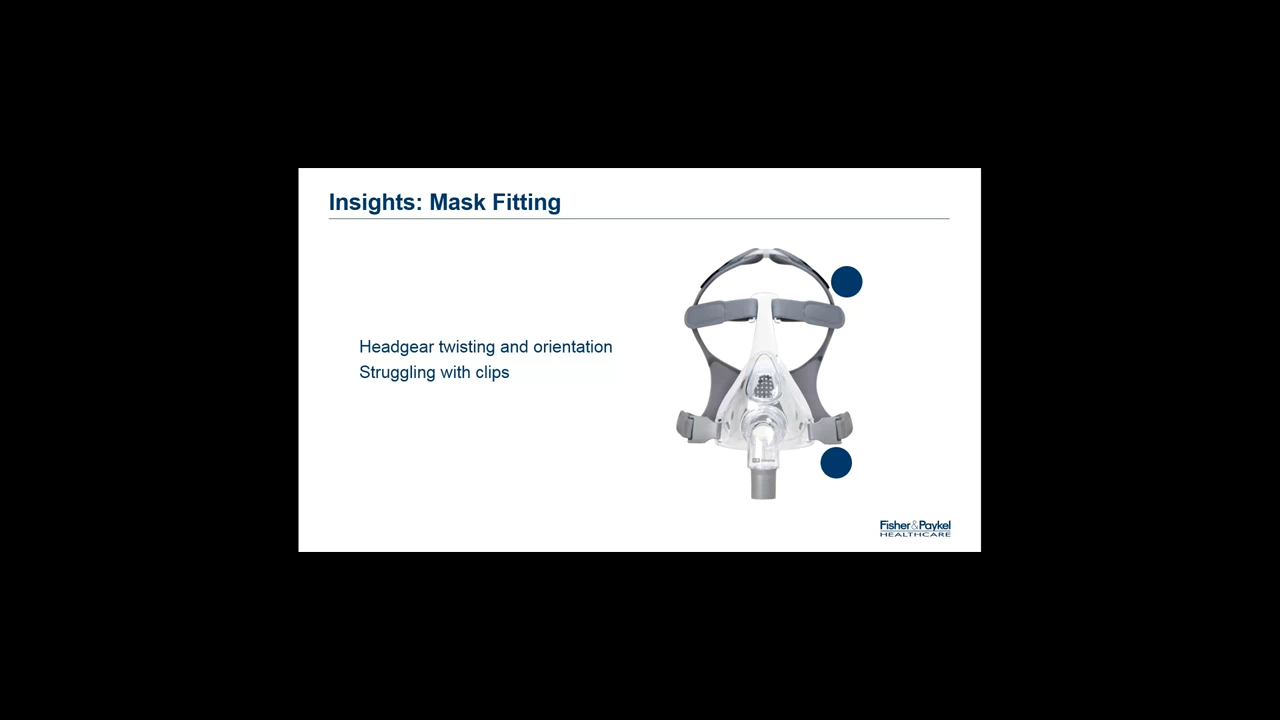 Insights: Mask Fitting
Headgear twisting and orientation
Struggling with clips
Fisher&Paykel
HEALTHCARE